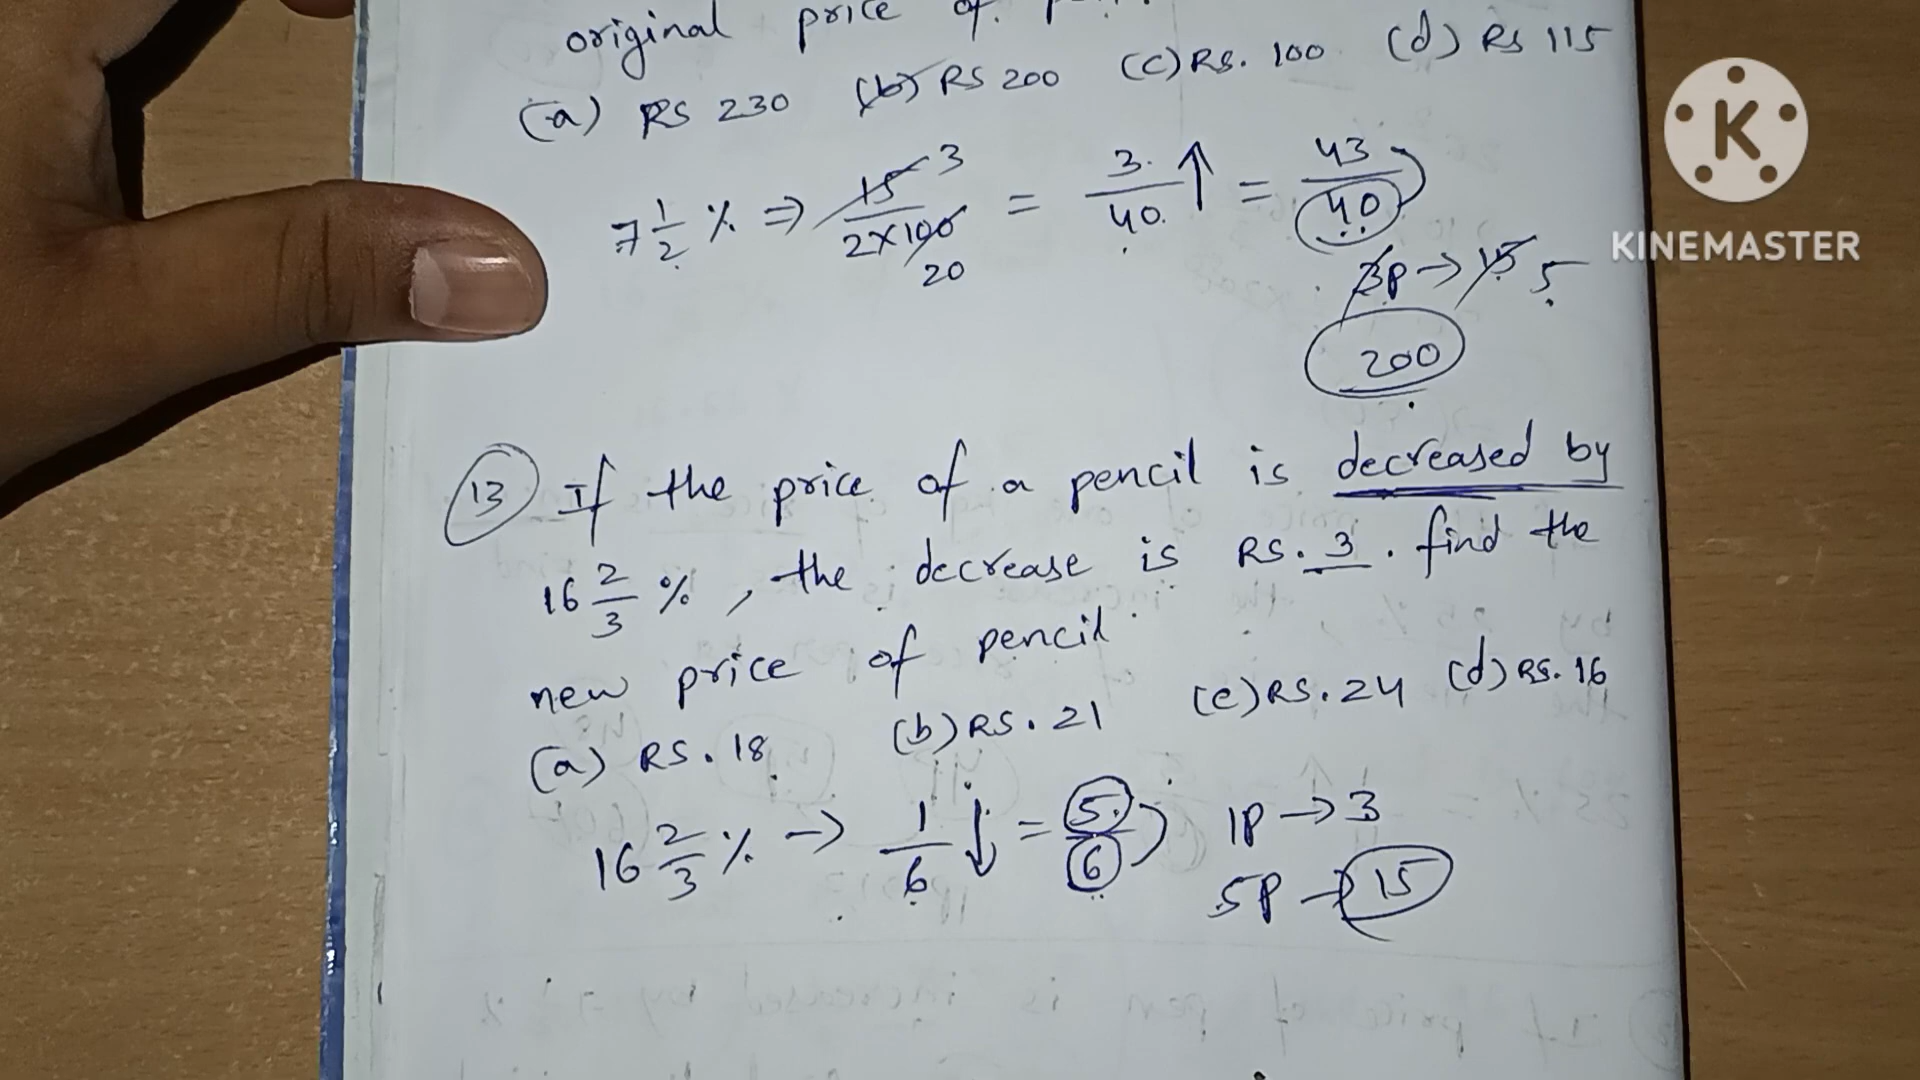 original price of
(a) RS 230 (b) RS 200 (c) RS. 100 (d) RS 115
7 1/2 % ⇒ 15/2×100 3 20 = 3/40 ↑ = 43/40
3P → 15 5
200
KINEMASTER
(13) If the price of a pencil is decreased by
16 2/3 %, the decrease is RS. 3. find the
new price of pencil
(a) RS. 18 (b) RS. 21 (c) RS. 24 (d) RS. 16
16 2/3 % → 1/6 ↓ = 5/6 1P → 3
5P → 15